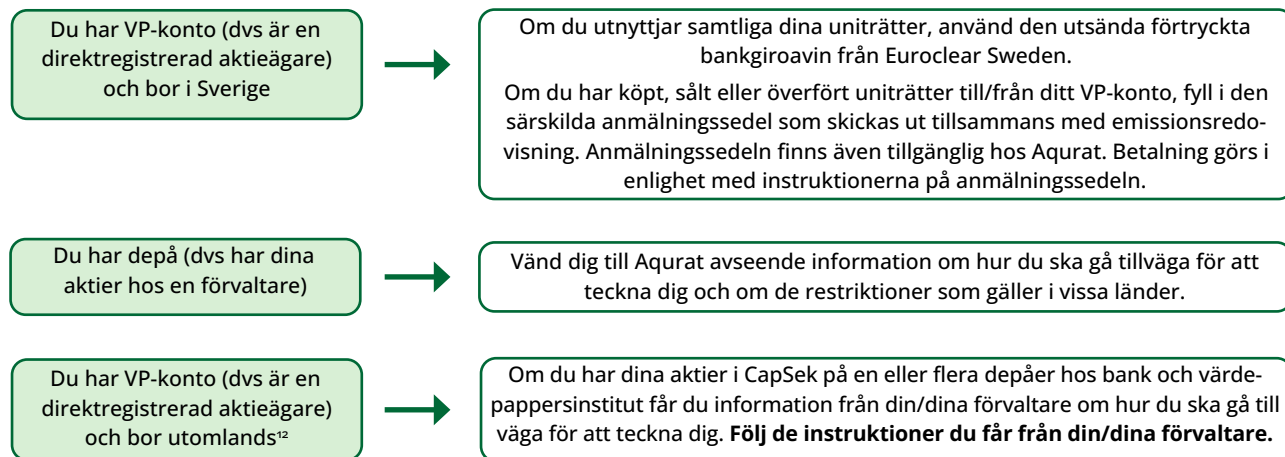 Du har VP-konto (dvs är en
direktregistrerad aktieägare)
och bor i Sverige
Om du utnyttjar samtliga dina uniträtter, använd den utsända förtryckta
bankgiroavin från Euroclear Sweden.
Om du har köpt, sålt eller överfört uniträtter till/från ditt VP-konto, fyll i den
särskilda anmälningssedel som skickas ut tillsammans med emissionsredo-
visning. Anmälningssedeln finns även tillgänglig hos Aqurat. Betalning görs i
enlighet med instruktionerna på anmälningssedeln.
Du har depå (dvs har dina
aktier hos en förvaltare)
Vänd dig till Aqurat avseende information om hur du ska gå tillväga för att
teckna dig och om de restriktioner som gäller i vissa länder.
Du har VP-konto (dvs är en
direktregistrerad aktieägare)
och bor utomlands¹²
Om du har dina aktier i CapSek på en eller flera depåer hos bank och värde-
pappersinstitut får du information från din/dina förvaltare om hur du ska gå till
väga för att teckna dig. Följ de instruktioner du får från din/dina förvaltare.